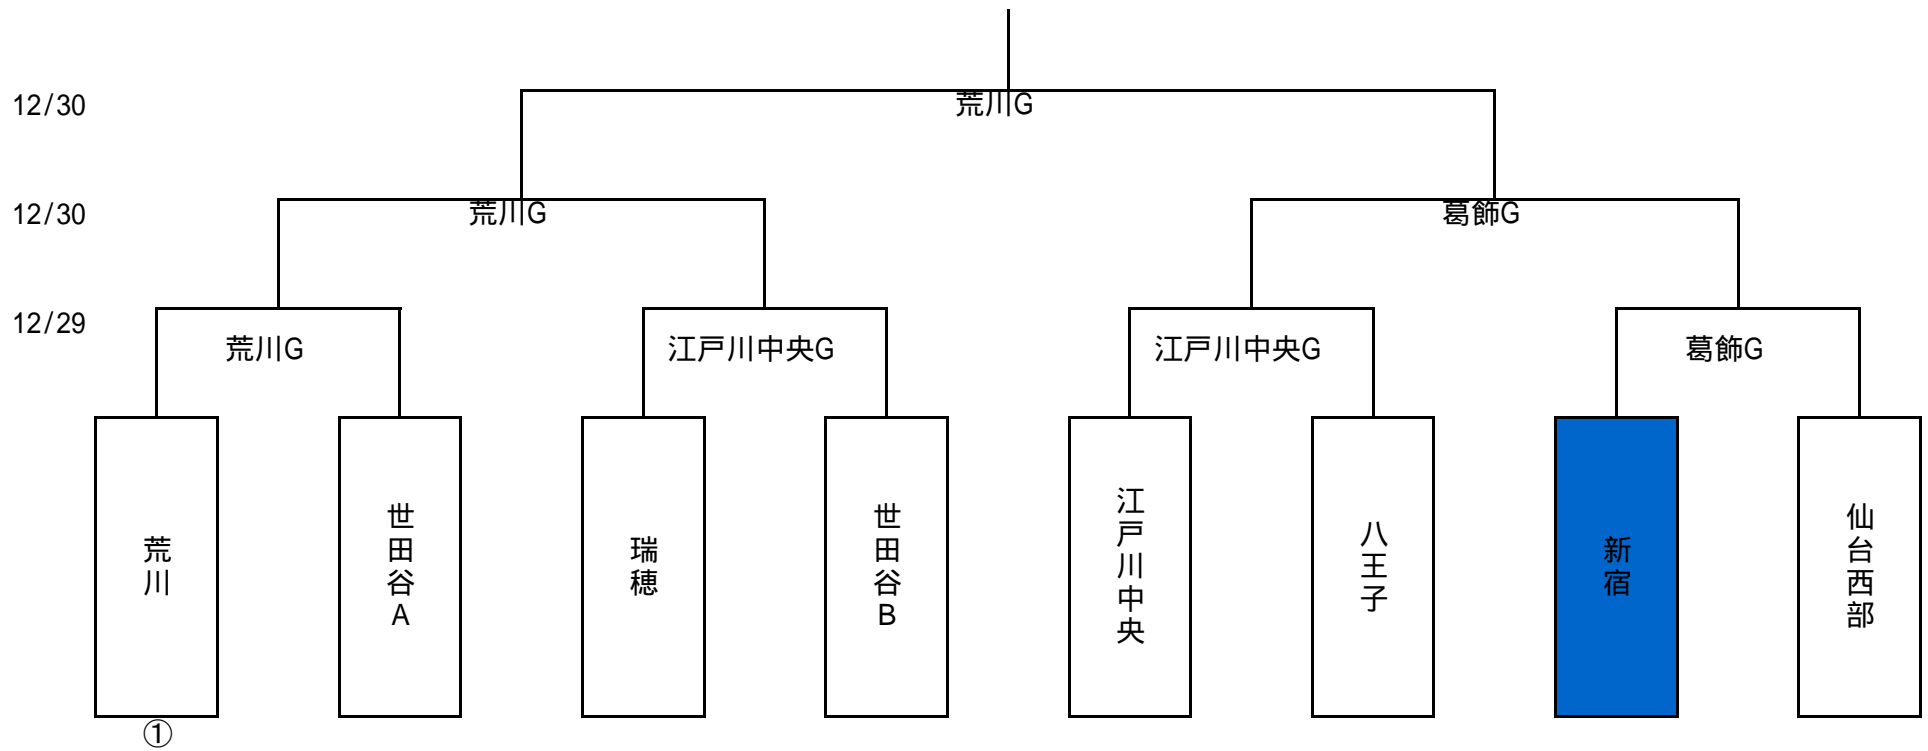 12/30
荒川G
12/30
荒川G
葛飾G
12/29
荒川G
江戸川中央G
江戸川中央G
葛飾G
荒川
世田谷A
瑞穂
世田谷B
江戸川中央
八王子
新宿
仙台西部
①